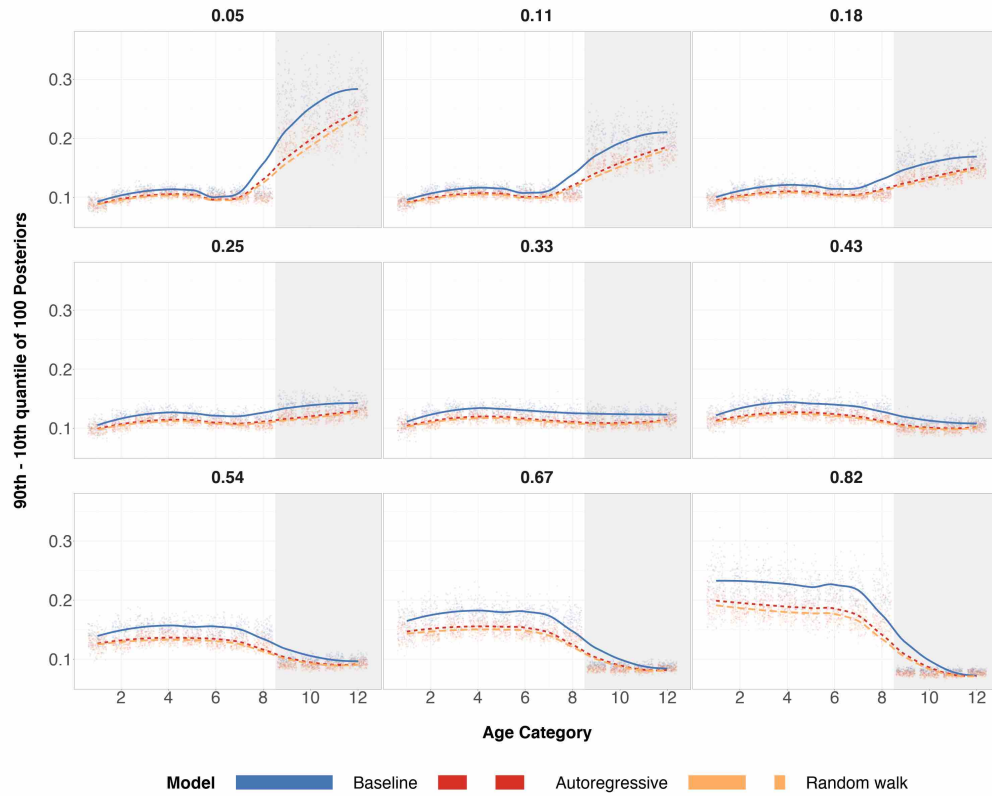 0.05 0.11 0.18
0.3
0.2
0.1
0.25 0.33 0.43
0.3
0.2
0.1
0.54 0.67 0.82
0.3
0.2
0.1
2 4 6 8 10 12 2 4 6 8 10 12 2 4 6 8 10 12
90th - 10th quantile of 100 Posteriors
Age Category
Model Baseline Autoregressive Random walk